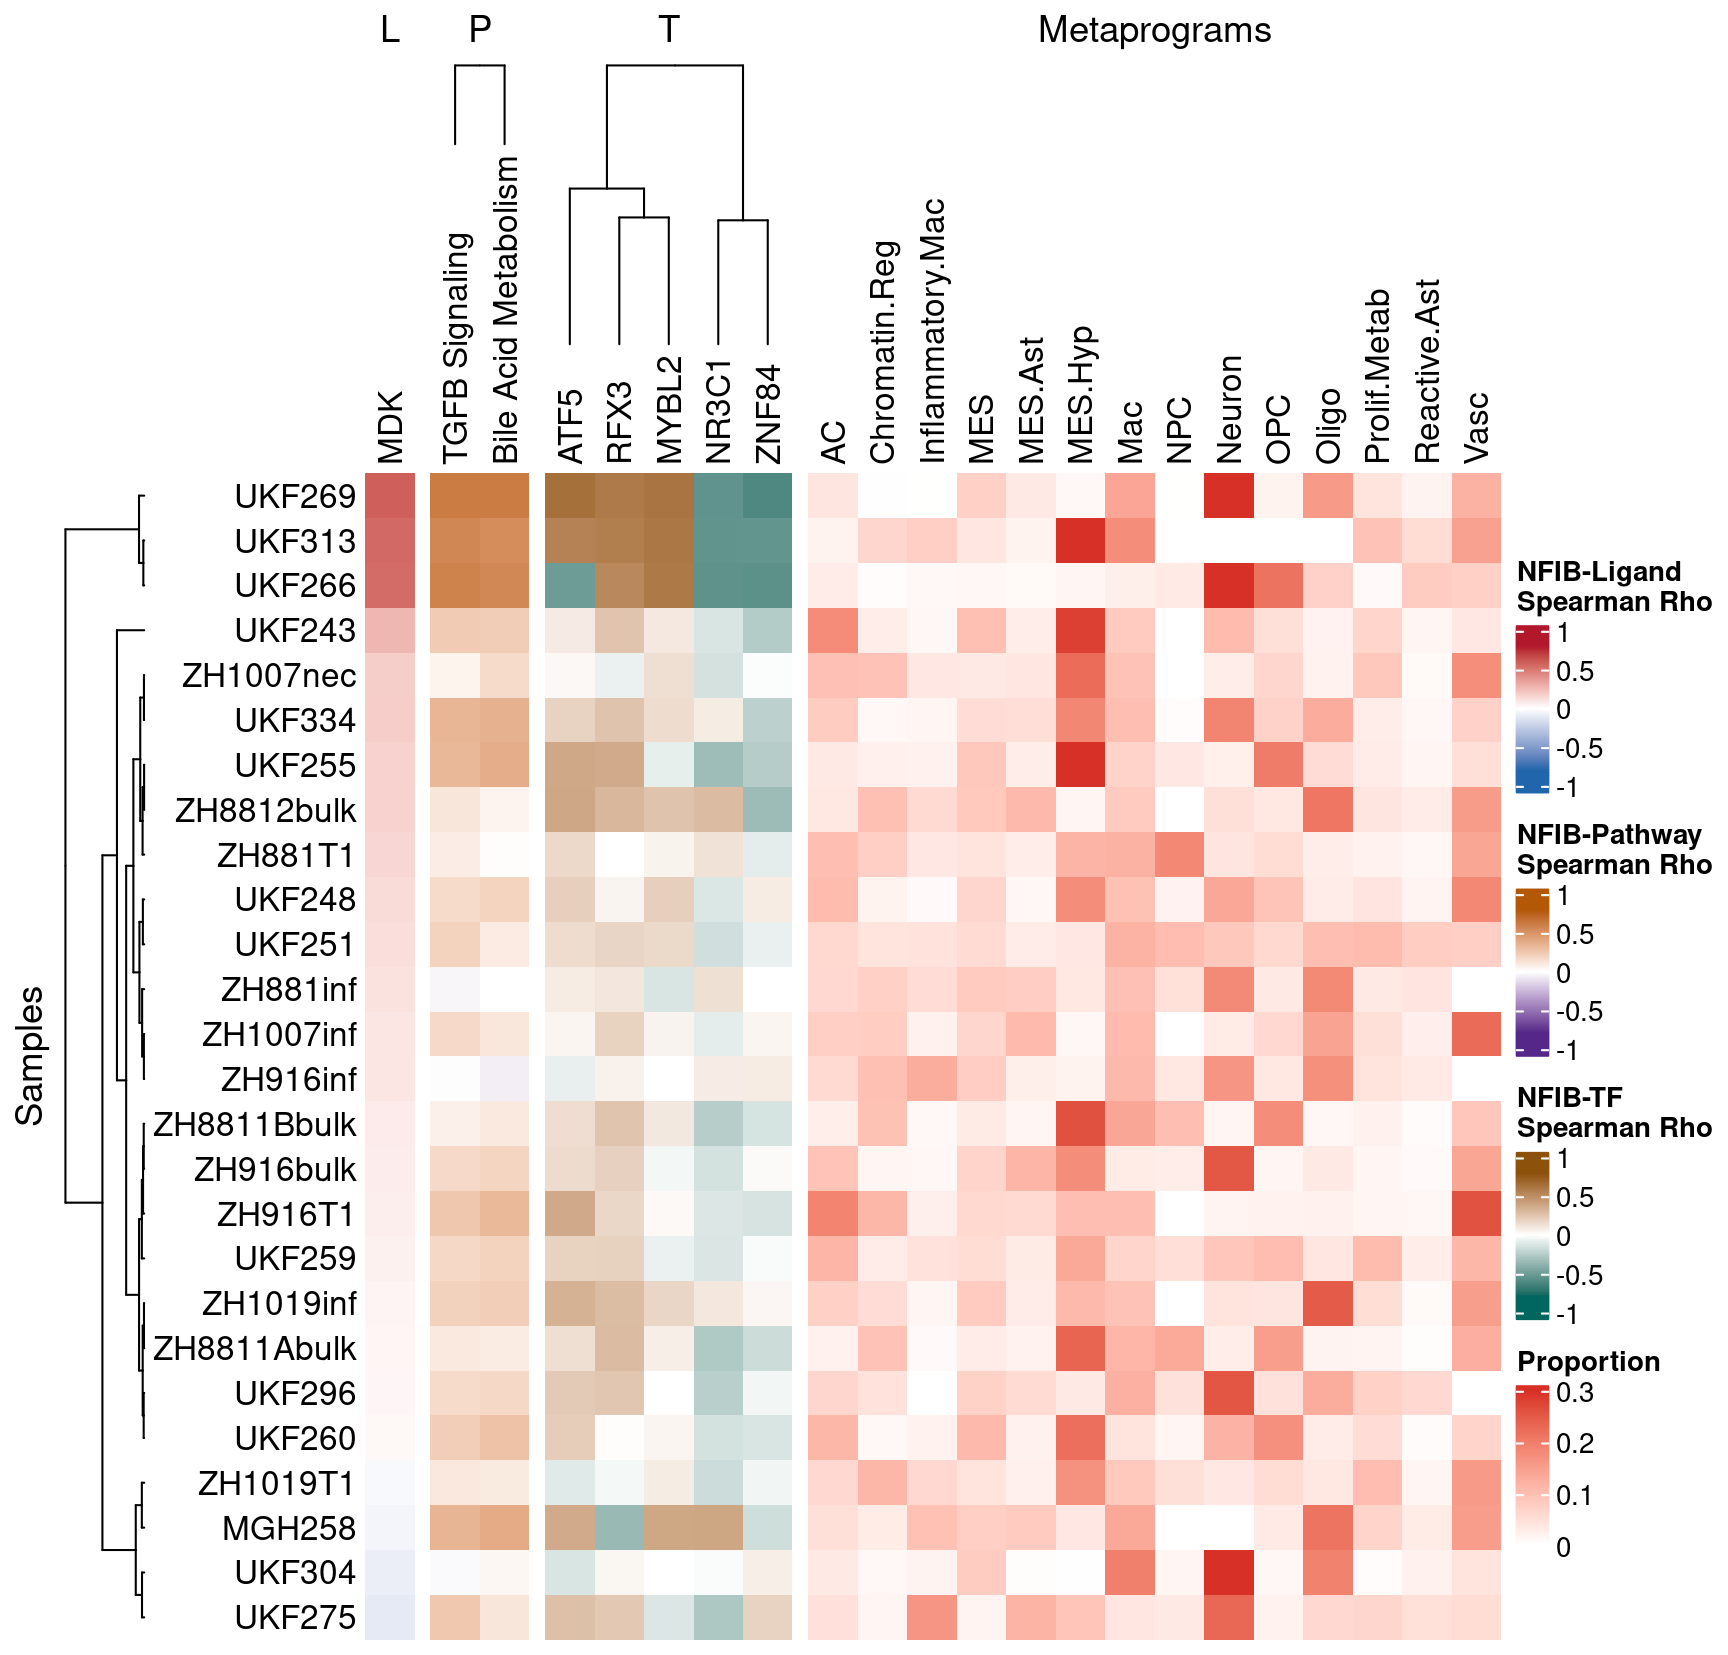 L P T Metaprograms
MDK
TGFB Signaling
Bile Acid Metabolism
ATF5
RFX3
MYBL2
NR3C1
ZNF84
AC
Chromatin.Reg
Inflammatory.Mac
MES
MES.Ast
MES.Hyp
Mac
NPC
Neuron
OPC
Oligo
Prolif.Metab
Reactive.Ast
Vasc
Samples
UKF269
UKF313
UKF266
UKF243
ZH1007nec
UKF334
UKF255
ZH8812bulk
ZH881T1
UKF248
UKF251
ZH881inf
ZH1007inf
ZH916inf
ZH8811Bbulk
ZH916bulk
ZH916T1
UKF259
ZH1019inf
ZH8811Abulk
UKF296
UKF260
ZH1019T1
MGH258
UKF304
UKF275
NFIB-Ligand
Spearman Rho
1
0.5
0
-0.5
-1
NFIB-Pathway
Spearman Rho
1
0.5
0
-0.5
-1
NFIB-TF
Spearman Rho
1
0.5
0
-0.5
-1
Proportion
0.3
0.2
0.1
0